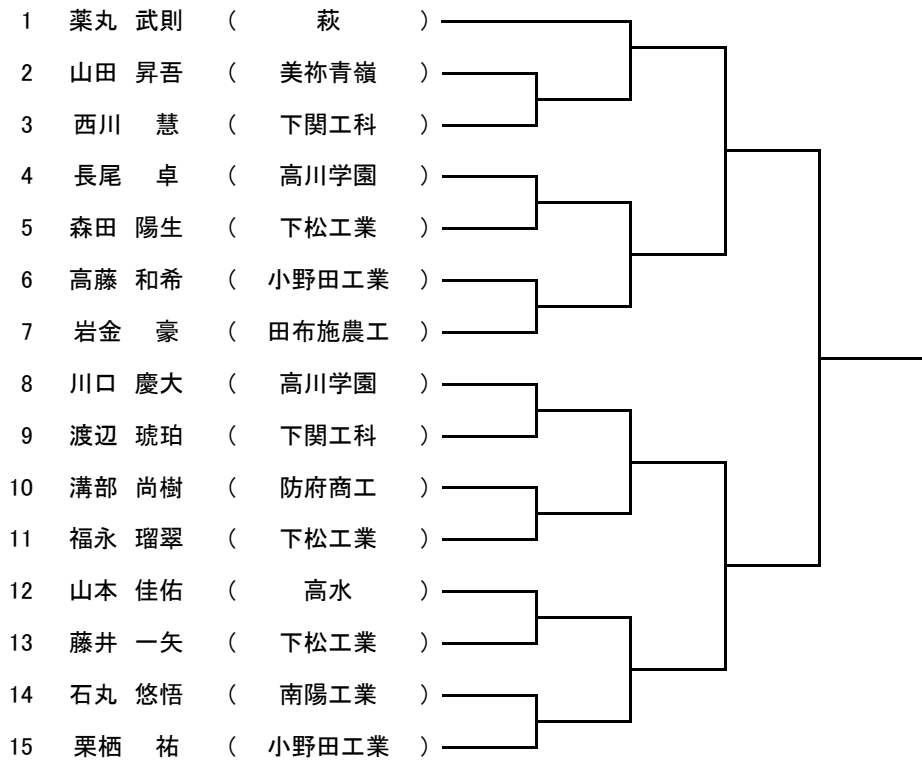 1 薬丸 武則 ( 萩 )
2 山田 昇吾 ( 美祢青嶺 )
3 西川 慧 ( 下関工科 )
4 長尾 卓 ( 高川学園 )
5 森田 陽生 ( 下松工業 )
6 高藤 和希 ( 小野田工業 )
7 岩金 豪 ( 田布施農工 )
8 川口 慶大 ( 高川学園 )
9 渡辺 琥珀 ( 下関工科 )
10 溝部 尚樹 ( 防府商工 )
11 福永 瑠翠 ( 下松工業 )
12 山本 佳佑 ( 高水 )
13 藤井 一矢 ( 下松工業 )
14 石丸 悠悟 ( 南陽工業 )
15 栗栖 祐 ( 小野田工業 )